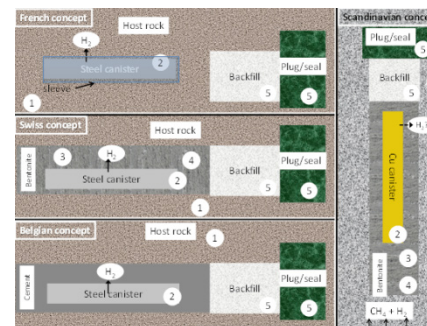 French concept
Host rock
H2
Steel canister
2
sleeve
1
Backfill
5
Plug/seal
5
Swiss concept
Host rock
Bentonite
3
H2
4
Steel canister
2
1
Backfill
5
Plug/seal
5
Belgian concept
Host rock
1
Cement
H2
Steel canister
2
Backfill
5
Plug/seal
5
Scandinavian conce
Plug/seal
5
Backfill
5
H2
Cu canister
2
Bentonite
3
4
CH4 + H2